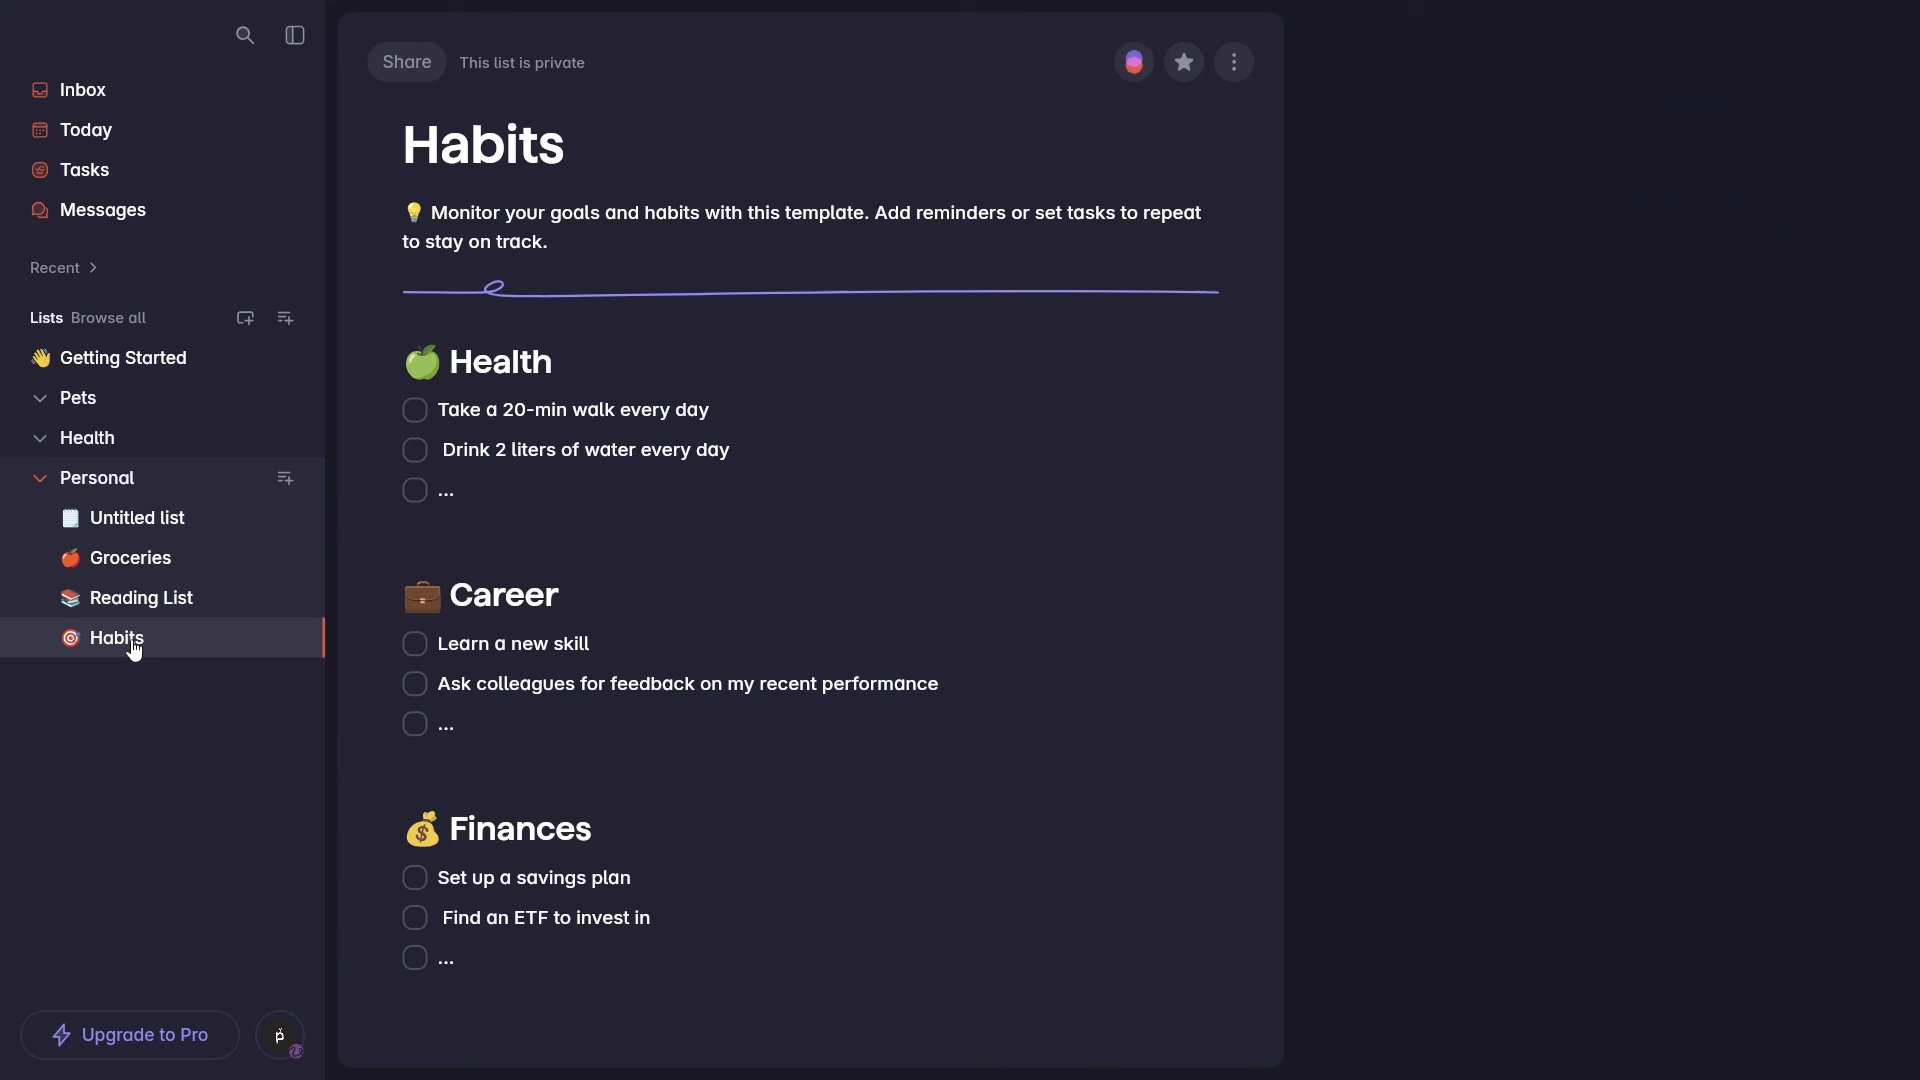 Inbox
Today
Tasks
Messages
Recent
Lists Browse all
👋 Getting Started
Pets
Health
Personal
Untitled list
Groceries
Reading List
Habits
Upgrade to Pro
Share This list is private
Habits
💡 Monitor your goals and habits with this template. Add reminders or set tasks to repeat
to stay on track.
🍏 Health
Take a 20-min walk every day
Drink 2 liters of water every day
...
💼 Career
Learn a new skill
Ask colleagues for feedback on my recent performance
...
💰 Finances
Set up a savings plan
Find an ETF to invest in
...